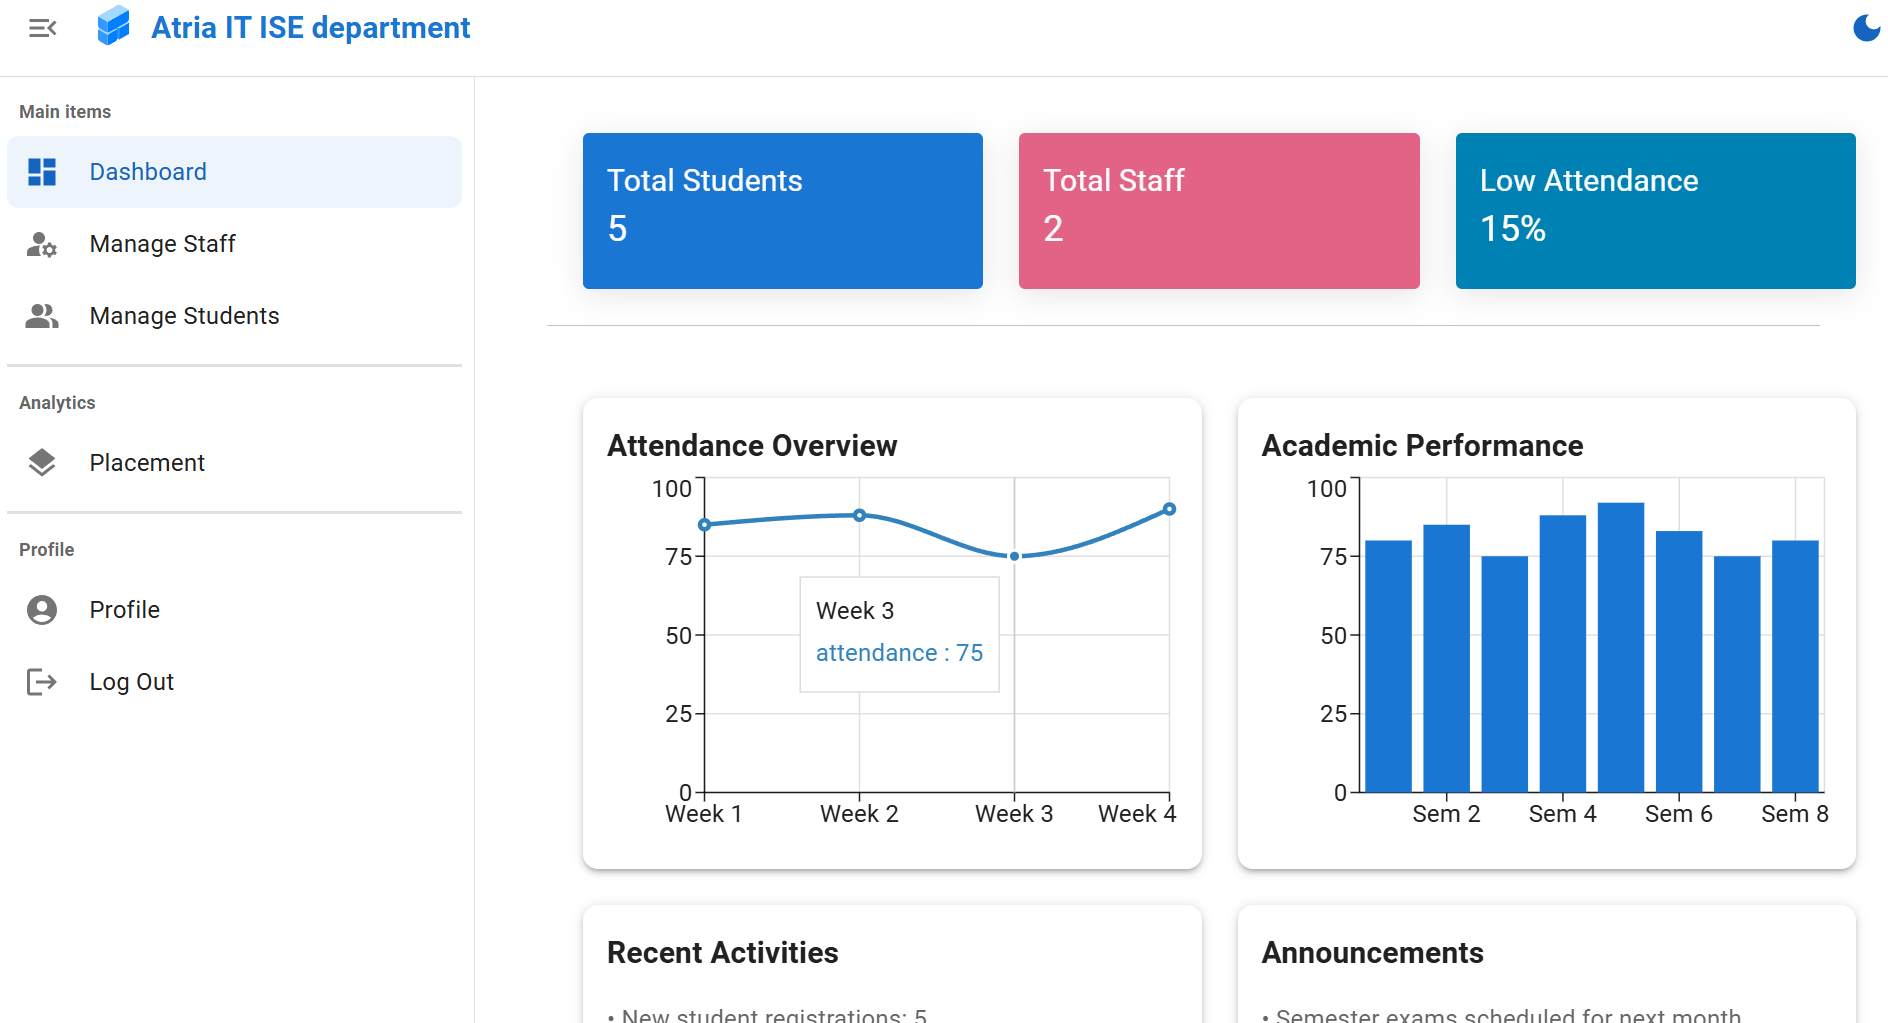 Atria IT ISE department
Main items
Dashboard
Manage Staff
Manage Students
Analytics
Placement
Profile
Profile
Log Out
Total Students
5
Total Staff
2
Low Attendance
15%
Attendance Overview
100
75
50
25
0
Week 1 Week 2 Week 3 Week 4
Week 3
attendance : 75
Academic Performance
100
75
50
25
0
Sem 2 Sem 4 Sem 6 Sem 8
Recent Activities
• New student registrations: 5
Announcements
• Semester exams scheduled for next month